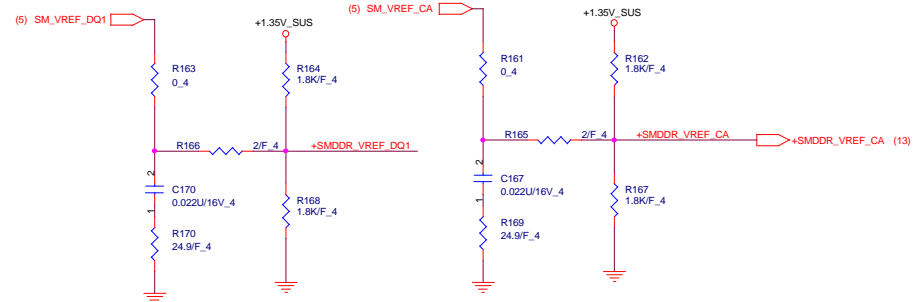 (5) SM_VREF_DQ1
+1.35V_SUS
R163
0_4
R164
1.8K/F_4
R166
2/F_4
+SMDDR_VREF_DQ1
2
C170
0.022U/16V_4
1
R168
1.8K/F_4
R170
24.9/F_4
(5) SM_VREF_CA
+1.35V_SUS
R161
0_4
R162
1.8K/F_4
R165
2/F_4
+SMDDR_VREF_CA
+SMDDR_VREF_CA (13)
2
C167
0.022U/16V_4
1
R167
1.8K/F_4
R169
24.9/F_4